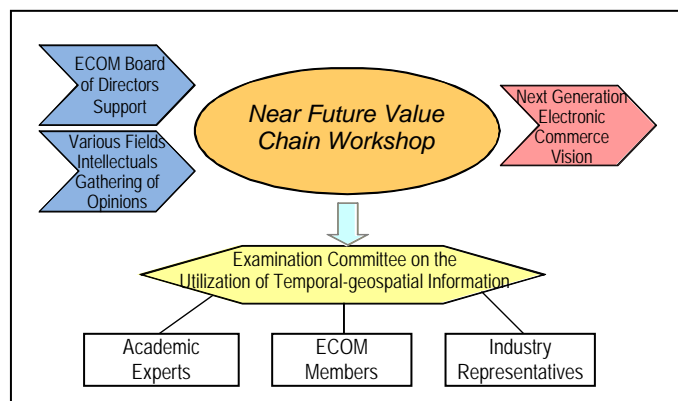 ECOM Board
of Directors
Support
Various Fields
Intellectuals
Gathering of
Opinions
Near Future Value
Chain Workshop
Next Generation
Electronic
Commerce
Vision
Examination Committee on the
Utilization of Temporal-geospatial Information
Academic
Experts
ECOM
Members
Industry
Representatives